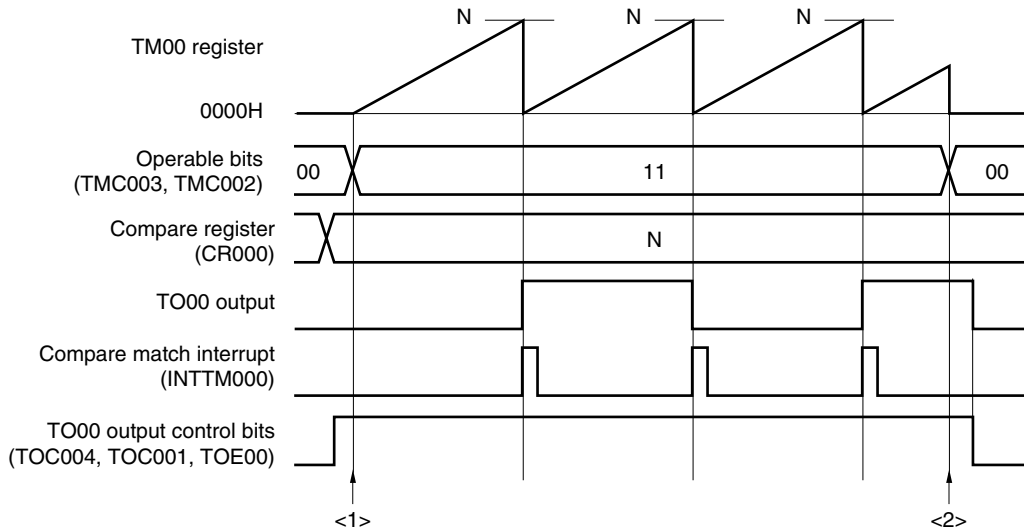 N N N
TM00 register
0000H
Operable bits
(TMC003, TMC002)
00 11 00
Compare register
(CR000)
N
TO00 output
Compare match interrupt
(INTTM000)
TO00 output control bits
(TOC004, TOC001, TOE00)
<1> <2>